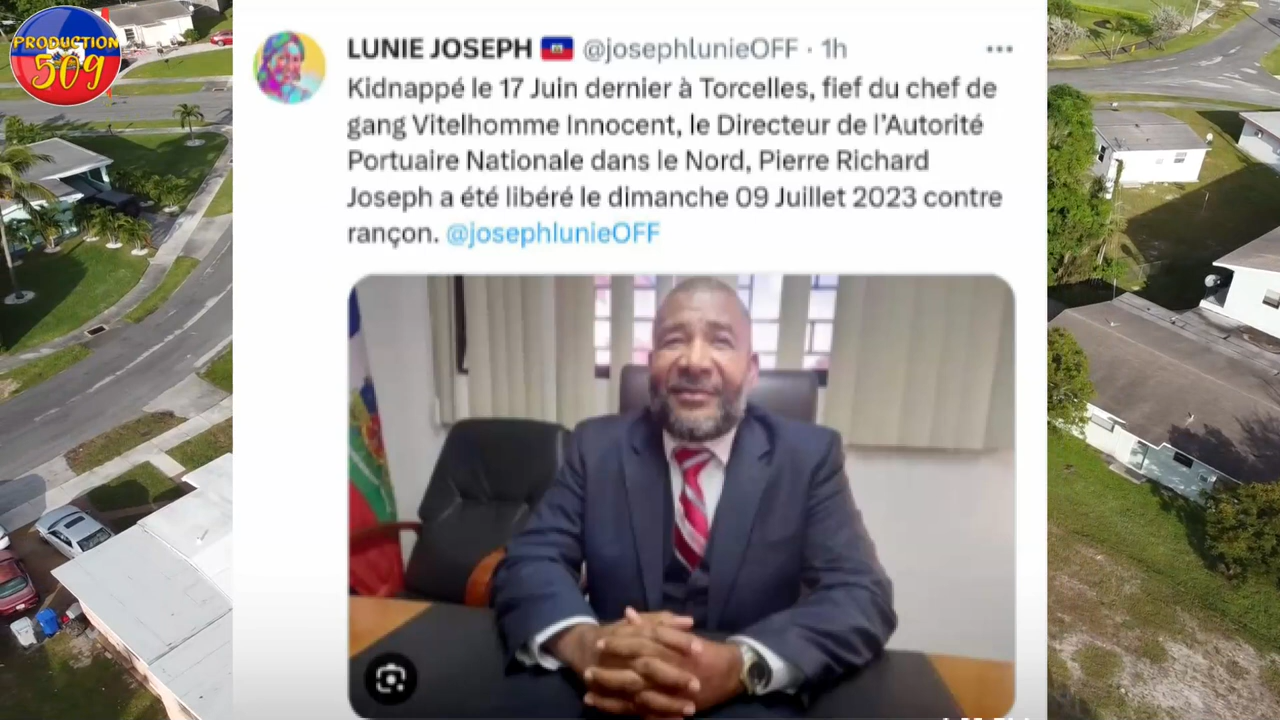 PRODUCTION
509
LUNIE JOSEPH @josephlunieOFF · 1h
Kidnappé le 17 Juin dernier à Torcelles, fief du chef de
gang Vitelhomme Innocent, le Directeur de l'Autorité
Portuaire Nationale dans le Nord, Pierre Richard
Joseph a été libéré le dimanche 09 Juillet 2023 contre
rançon. @josephlunieOFF